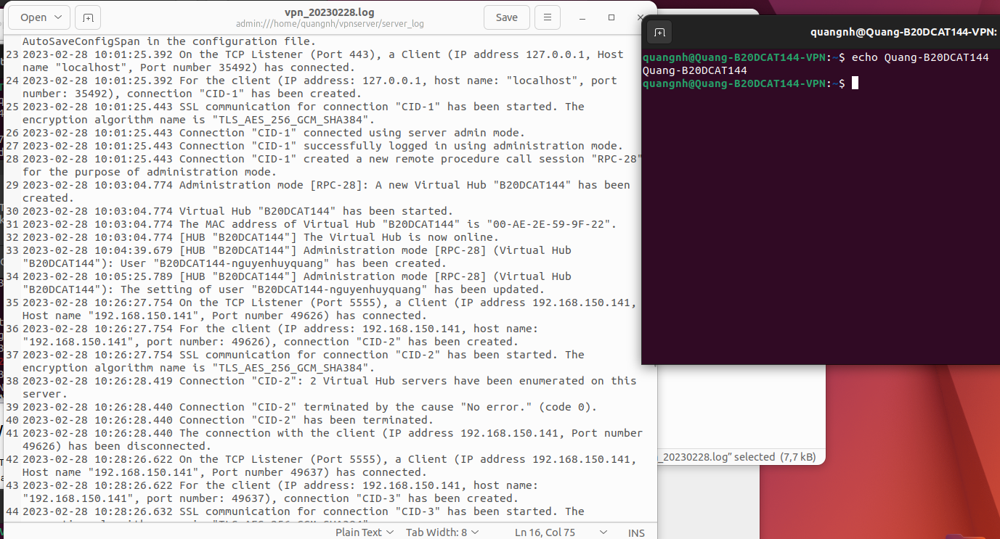 Open
vpn_20230228.log
admin:///home/quangnh/vpnserver/server_log
Save
AutoSaveConfigSpan in the configuration file.
23 2023-02-28 10:01:25.392 On the TCP Listener (Port 443), a Client (IP address 127.0.0.1, Host
name "localhost", Port number 35492) has connected.
24 2023-02-28 10:01:25.392 For the client (IP address: 127.0.0.1, host name: "localhost", port
number: 35492), connection "CID-1" has been created.
25 2023-02-28 10:01:25.443 SSL communication for connection "CID-1" has been started. The
encryption algorithm name is "TLS_AES_256_GCM_SHA384".
26 2023-02-28 10:01:25.443 Connection "CID-1" connected using server admin mode.
27 2023-02-28 10:01:25.443 Connection "CID-1" successfully logged in using administration mode.
28 2023-02-28 10:01:25.443 Connection "CID-1" created a new remote procedure call session "RPC-28"
for the purpose of administration mode.
29 2023-02-28 10:03:04.774 Administration mode [RPC-28]: A new Virtual Hub "B20DCAT144" has been
created.
30 2023-02-28 10:03:04.774 Virtual Hub "B20DCAT144" has been started.
31 2023-02-28 10:03:04.774 The MAC address of Virtual Hub "B20DCAT144" is "00-AE-2E-59-9F-22".
32 2023-02-28 10:03:04.774 [HUB "B20DCAT144"] The Virtual Hub is now online.
33 2023-02-28 10:04:39.679 [HUB "B20DCAT144"] Administration mode [RPC-28] (Virtual Hub
"B20DCAT144"): User "B20DCAT144-nguyenhuyquang" has been created.
34 2023-02-28 10:05:25.789 [HUB "B20DCAT144"] Administration mode [RPC-28] (Virtual Hub
"B20DCAT144"): The setting of user "B20DCAT144-nguyenhuyquang" has been updated.
35 2023-02-28 10:26:27.754 On the TCP Listener (Port 5555), a Client (IP address 192.168.150.141,
Host name "192.168.150.141", Port number 49626) has connected.
36 2023-02-28 10:26:27.754 For the client (IP address: 192.168.150.141, host name:
"192.168.150.141", port number: 49626), connection "CID-2" has been created.
37 2023-02-28 10:26:27.754 SSL communication for connection "CID-2" has been started. The
encryption algorithm name is "TLS_AES_256_GCM_SHA384".
38 2023-02-28 10:26:28.419 Connection "CID-2": 2 Virtual Hub servers have been enumerated on this
server.
39 2023-02-28 10:26:28.440 Connection "CID-2" terminated by the cause "No error." (code 0).
40 2023-02-28 10:26:28.440 Connection "CID-2" has been terminated.
41 2023-02-28 10:26:28.440 The connection with the client (IP address 192.168.150.141, Port number
49626) has been disconnected.
42 2023-02-28 10:28:26.622 On the TCP Listener (Port 5555), a Client (IP address 192.168.150.141,
Host name "192.168.150.141", Port number 49637) has connected.
43 2023-02-28 10:28:26.622 For the client (IP address: 192.168.150.141, host name:
"192.168.150.141", port number: 49637), connection "CID-3" has been created.
44 2023-02-28 10:28:26.632 SSL communication for connection "CID-3" has been started. The
Plain Text
Tab Width: 8
Ln 16, Col 75
INS
quangnh@Quang-B20DCAT144-VPN:
quangnh@Quang-B20DCAT144-VPN:~$ echo Quang-B20DCAT144
Quang-B20DCAT144
quangnh@Quang-B20DCAT144-VPN:~$
_20230228.log” selected (7,7 kB)